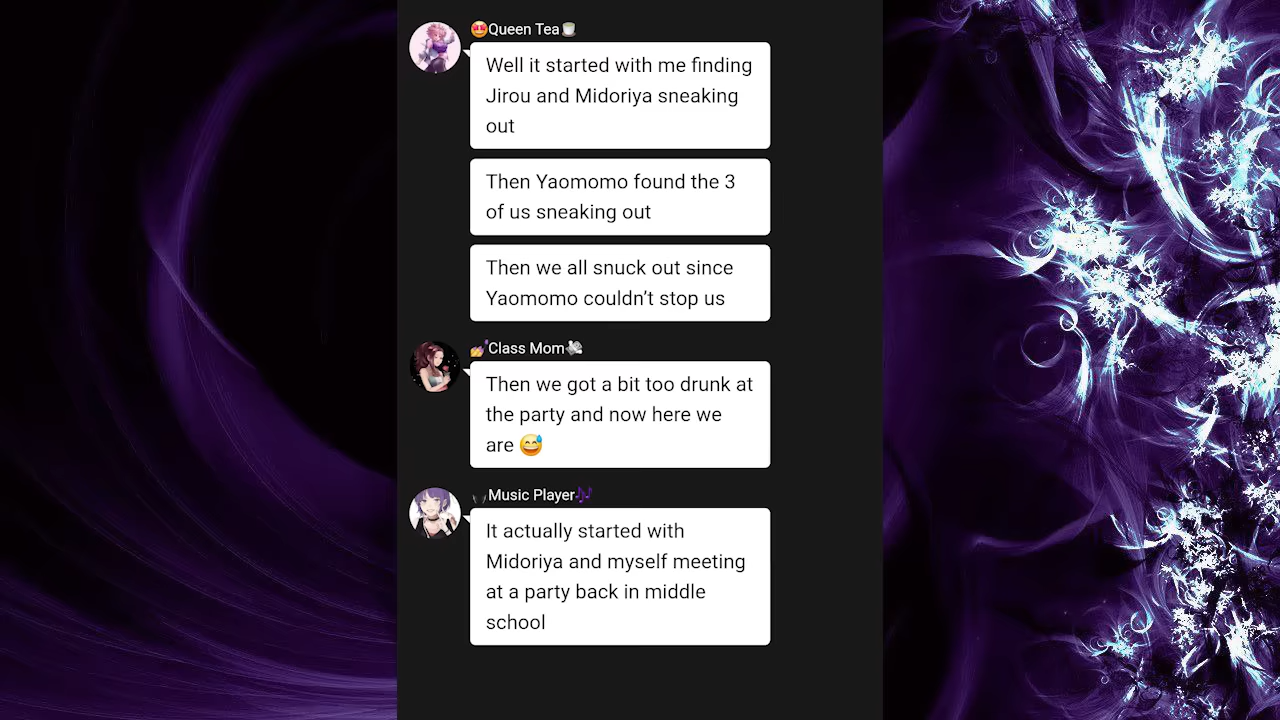 🤩Queen Tea🍵
Well it started with me finding
Jirou and Midoriya sneaking
out
Then Yaomomo found the 3
of us sneaking out
Then we all snuck out since
Yaomomo couldn’t stop us
💅Class Mom💸
Then we got a bit too drunk at
the party and now here we
are 😅
🎧Music Player🎶
It actually started with
Midoriya and myself meeting
at a party back in middle
school